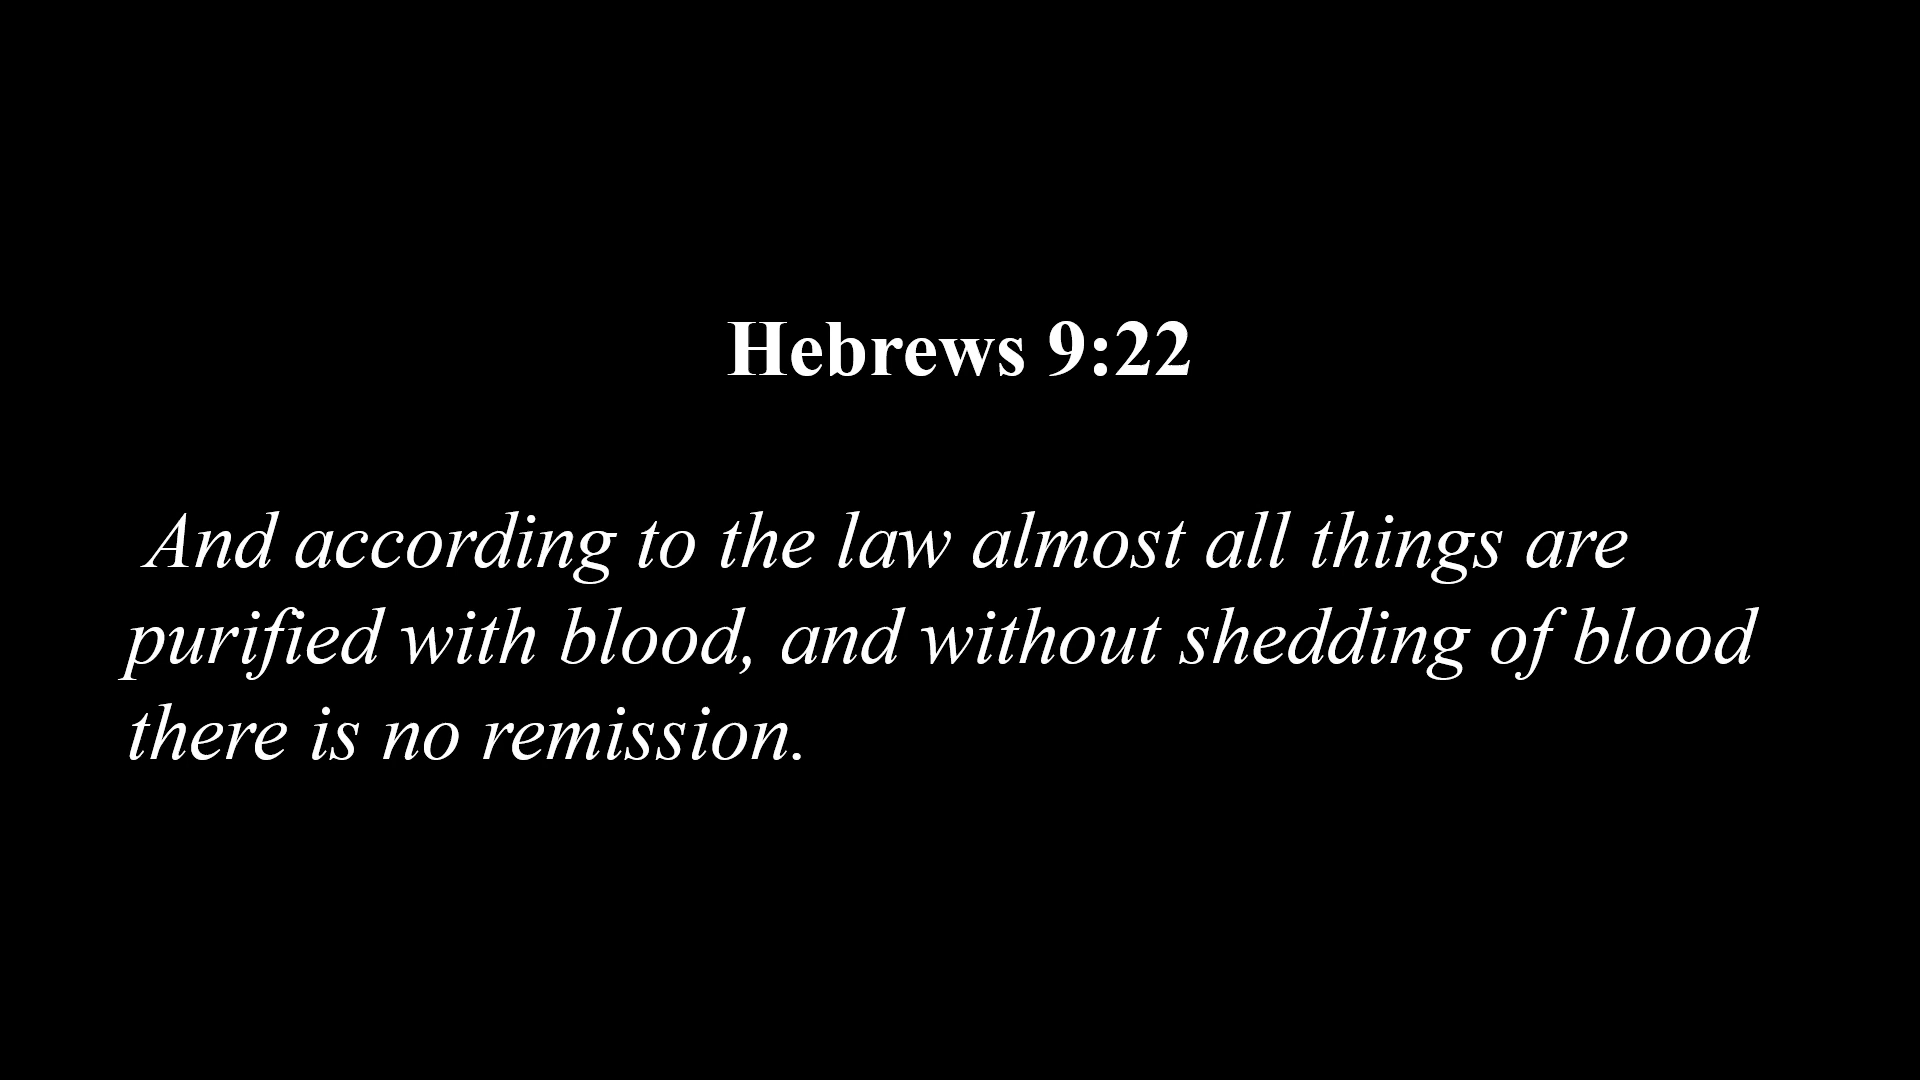 Hebrews 9:22
And according to the law almost all things are
purified with blood, and without shedding of blood
there is no remission.